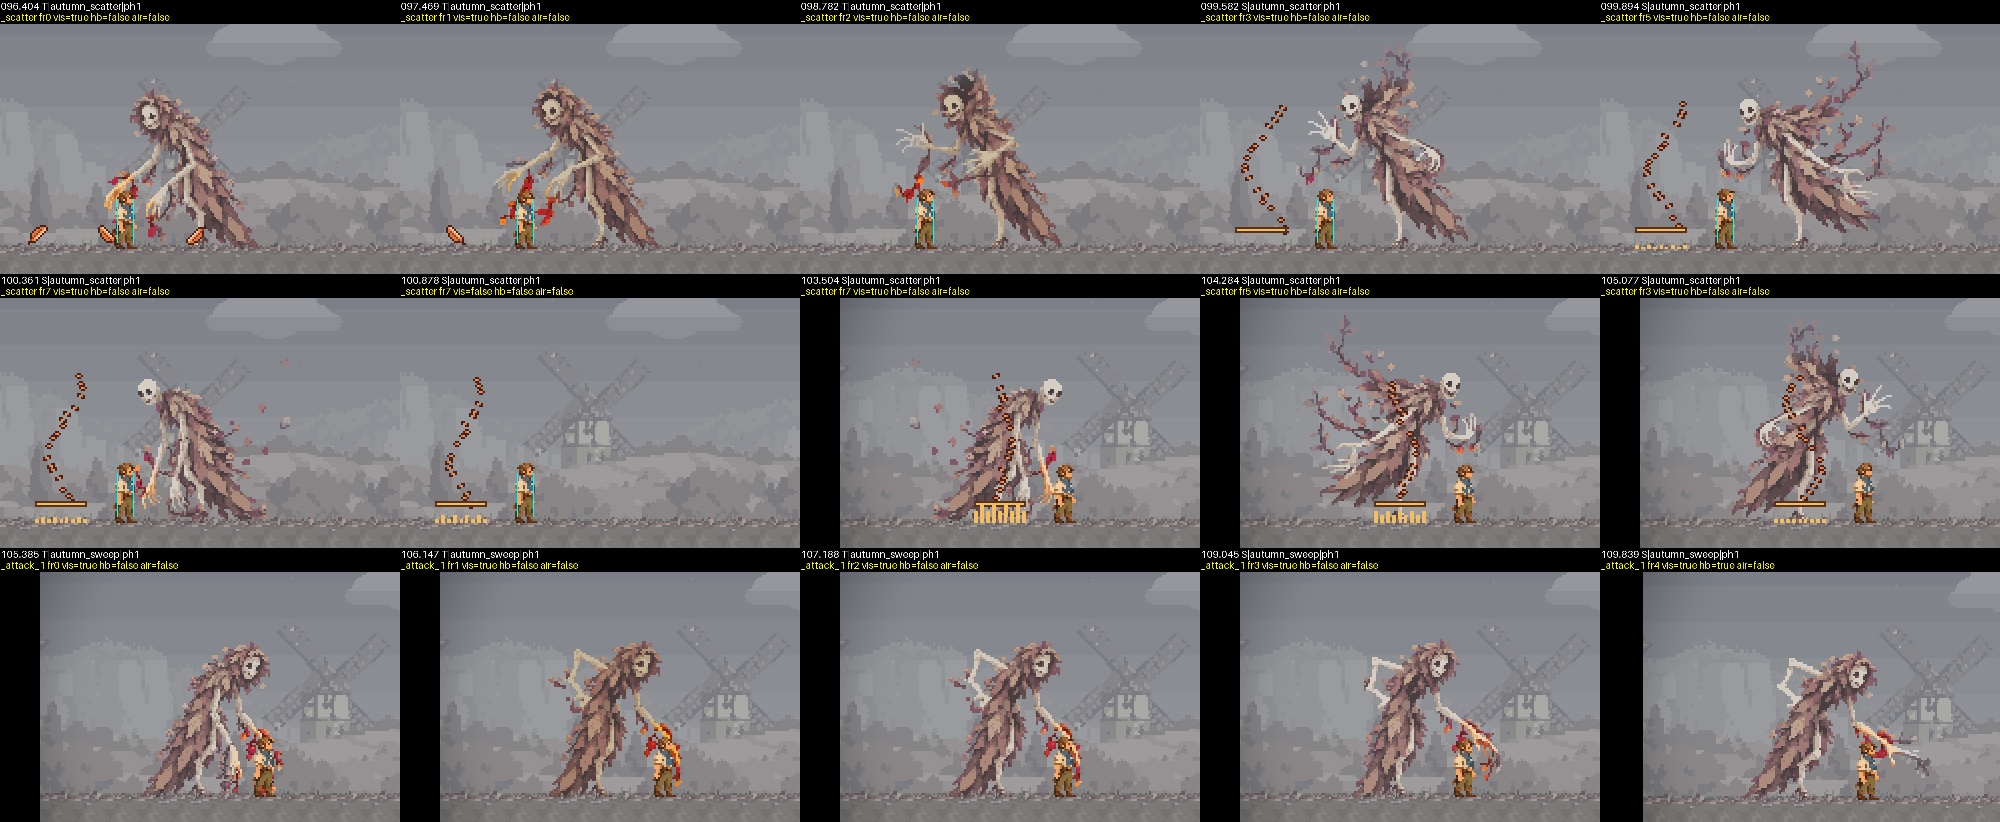 096.404 T|autumn_scatter|ph1
_scatter fr0 vis=true hb=false air=false
097.469 T|autumn_scatter|ph1
_scatter fr1 vis=true hb=false air=false
098.782 T|autumn_scatter|ph1
_scatter fr2 vis=true hb=false air=false
099.582 S|autumn_scatter|ph1
_scatter fr3 vis=true hb=false air=false
099.894 S|autumn_scatter|ph1
_scatter fr5 vis=true hb=false air=false
100.361 S|autumn_scatter|ph1
_scatter fr7 vis=true hb=false air=false
100.878 S|autumn_scatter|ph1
_scatter fr7 vis=false hb=false air=false
103.504 S|autumn_scatter|ph1
_scatter fr7 vis=true hb=false air=false
104.284 S|autumn_scatter|ph1
_scatter fr5 vis=true hb=false air=false
105.077 S|autumn_scatter|ph1
_scatter fr3 vis=true hb=false air=false
105.385 T|autumn_sweep|ph1
_attack_1 fr0 vis=true hb=false air=false
106.147 T|autumn_sweep|ph1
_attack_1 fr1 vis=true hb=false air=false
107.188 T|autumn_sweep|ph1
_attack_1 fr2 vis=true hb=false air=false
109.045 S|autumn_sweep|ph1
_attack_1 fr3 vis=true hb=false air=false
109.839 S|autumn_sweep|ph1
_attack_1 fr4 vis=true hb=true air=false